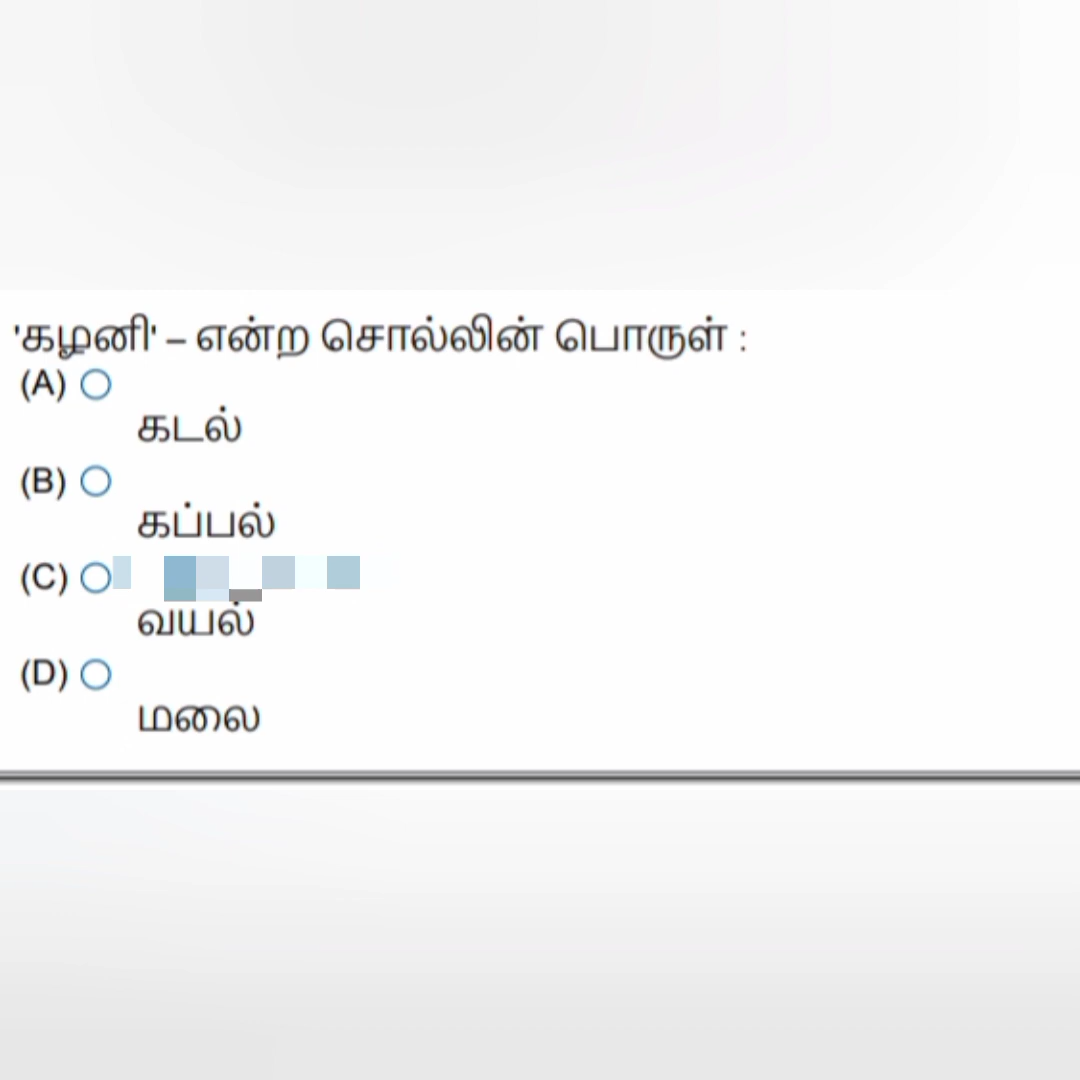 'கழனி' – என்ற சொல்லின் பொருள் :
(A)
கடல்
(B)
கப்பல்
(C)
வயல்
(D)
மலை